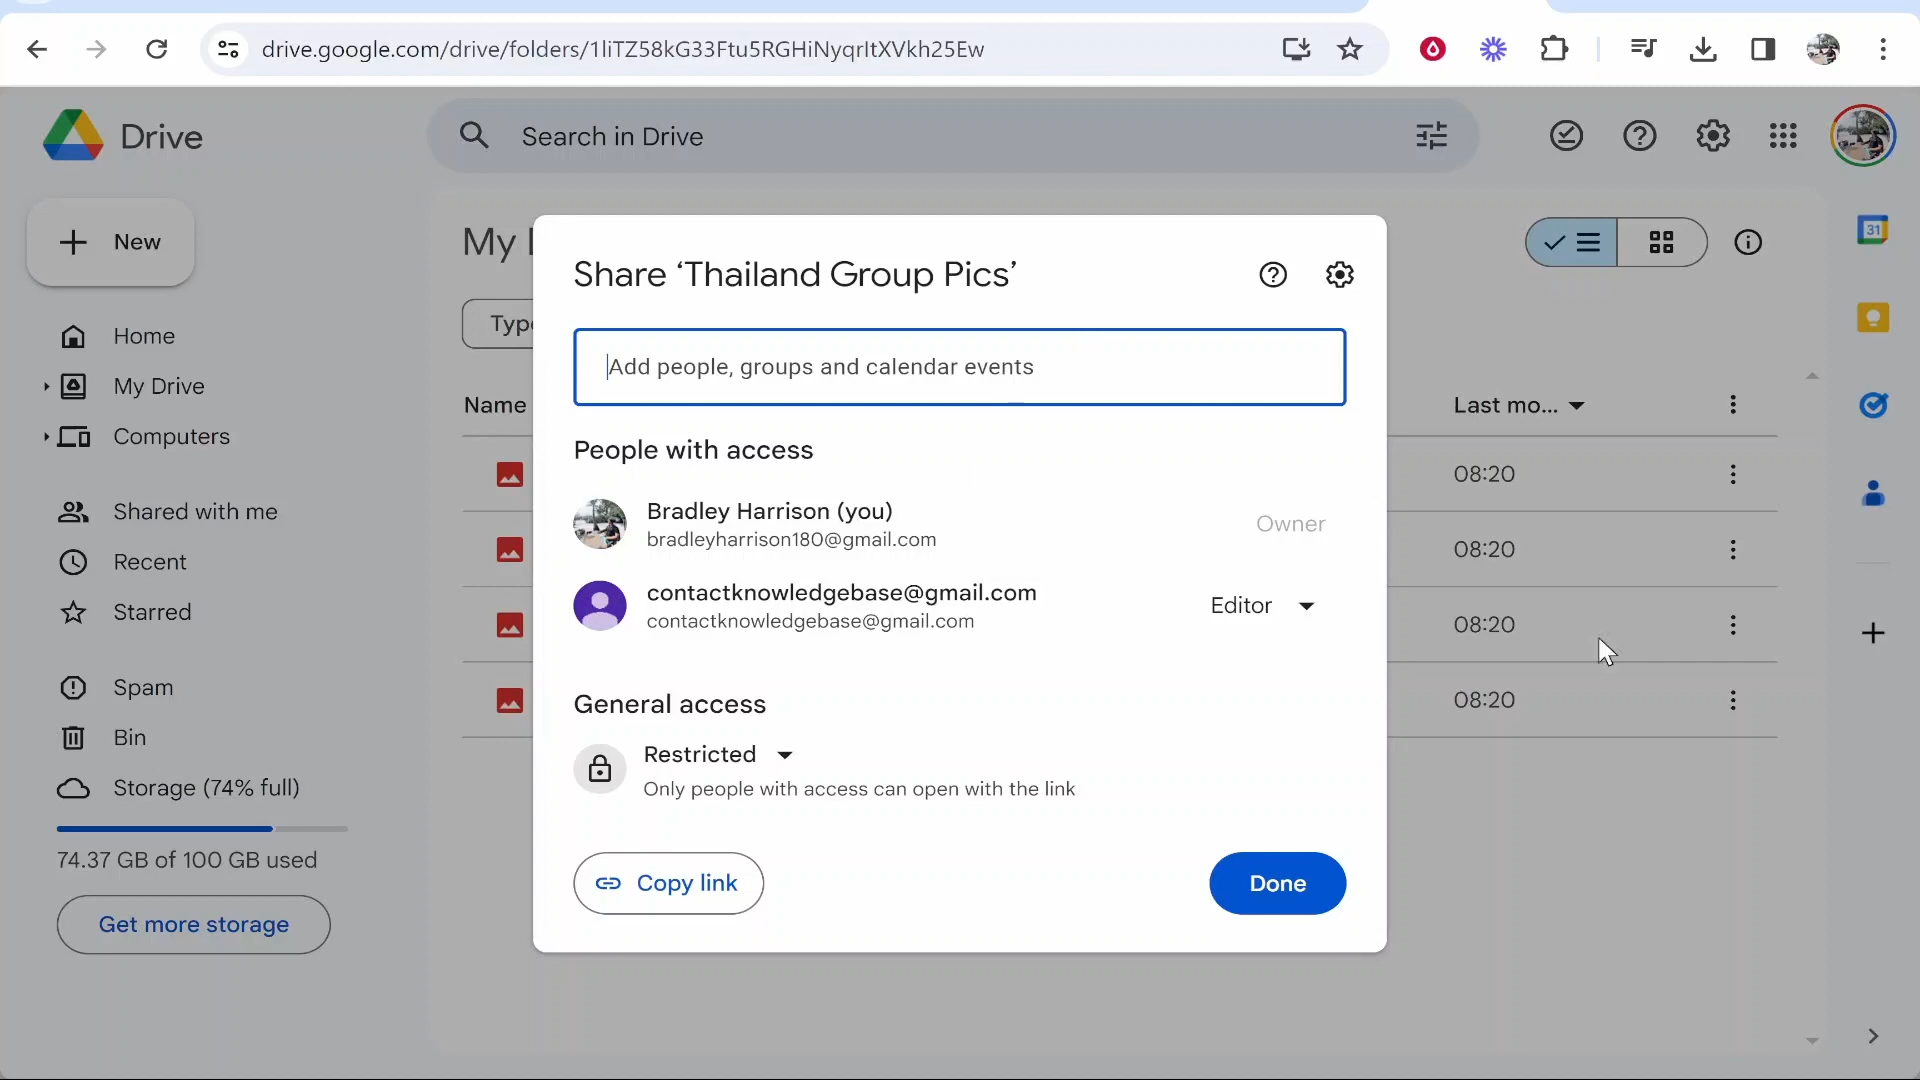 drive.google.com/drive/folders/1liTZ58kG33Ftu5RGHiNyqrItXVkh25Ew
Drive
Search in Drive
New
Home
My Drive
Computers
Shared with me
Recent
Starred
Spam
Bin
Storage (74% full)
74.37 GB of 100 GB used
Get more storage
My
Name
Last mo...
08:20
08:20
08:20
08:20
31
Share ‘Thailand Group Pics’
Add people, groups and calendar events
People with access
Bradley Harrison (you)
bradleyharrison180@gmail.com
Owner
contactknowledgebase@gmail.com
contactknowledgebase@gmail.com
Editor
General access
Restricted
Only people with access can open with the link
Copy link
Done